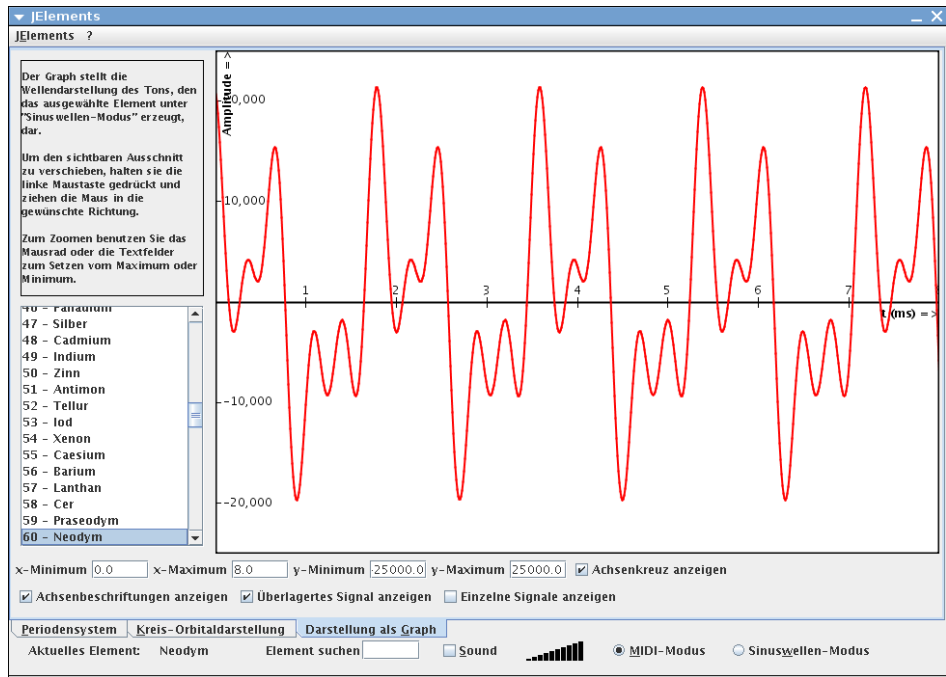 JElements
JElements ?
Der Graph stellt die
Wellendarstellung des Tons, den
das ausgewählte Element unter
"Sinuswellen-Modus" erzeugt,
dar.
Um den sichtbaren Ausschnitt
zu verschieben, halten sie die
linke Maustaste gedrückt und
ziehen die Maus in die
gewünschte Richtung.
Zum Zoomen benutzen Sie das
Mausrad oder die Textfelder
zum Setzen vom Maximum oder
Minimum.
46 - Palladium
47 - Silber
48 - Cadmium
49 - Indium
50 - Zinn
51 - Antimon
52 - Tellur
53 - Iod
54 - Xenon
55 - Caesium
56 - Barium
57 - Lanthan
58 - Cer
59 - Praseodym
60 - Neodym
Amplitude = >
20,000
10,000
1 2 3 4 5 6 7
t (ms) = >
-10,000
-20,000
x-Minimum 0.0 x-Maximum 8.0 y-Minimum -25000.0 y-Maximum 25000.0 Achsenkreuz anzeigen
Achsenbeschriftungen anzeigen Überlagertes Signal anzeigen Einzelne Signale anzeigen
Periodensystem Kreis-Orbitaldarstellung Darstellung als Graph
Aktuelles Element: Neodym Element suchen Sound MIDI-Modus Sinuswellen-Modus